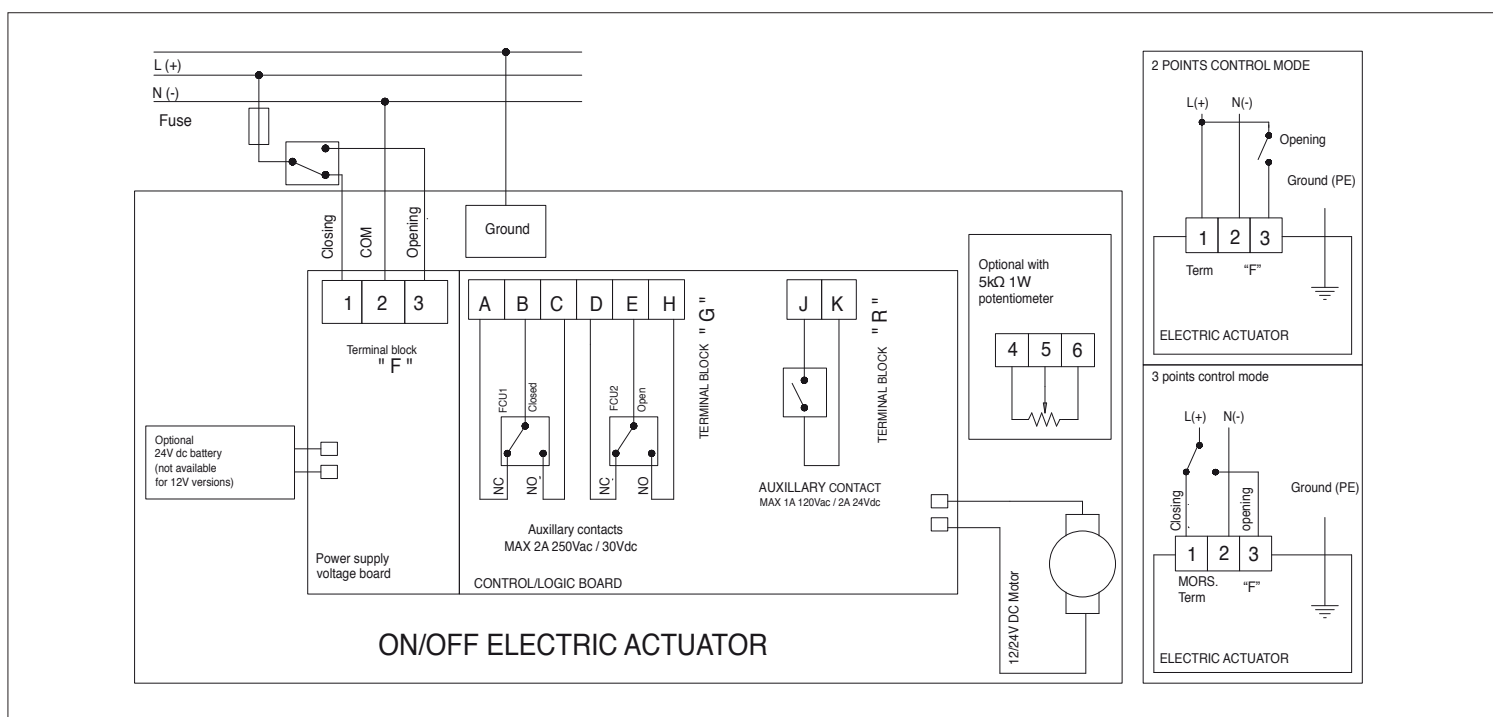 L (+)
N (-)
Fuse
Closing
COM
Opening
Ground
1 2 3
Terminal block
" F "
Optional
24V dc battery
(not available
for 12V versions)
Power supply
voltage board
A B C D E H
TERMINAL BLOCK " G "
FCU1
Closed
FCU2
Open
NC
NO
NC
NO
Auxillary contacts
MAX 2A 250Vac / 30Vdc
CONTROL/LOGIC BOARD
J K
TERMINAL BLOCK " R "
AUXILLARY CONTACT
MAX 1A 120Vac / 2A 24Vdc
Optional with
5kΩ 1W
potentiometer
4 5 6
12/24V DC Motor
ON/OFF ELECTRIC ACTUATOR
2 POINTS CONTROL MODE
L(+) N(-)
Opening
Ground (PE)
1 2 3
Term "F"
ELECTRIC ACTUATOR
3 points control mode
L(+) N(-)
Closing
opening
Ground (PE)
1 2 3
MORS.
Term "F"
ELECTRIC ACTUATOR